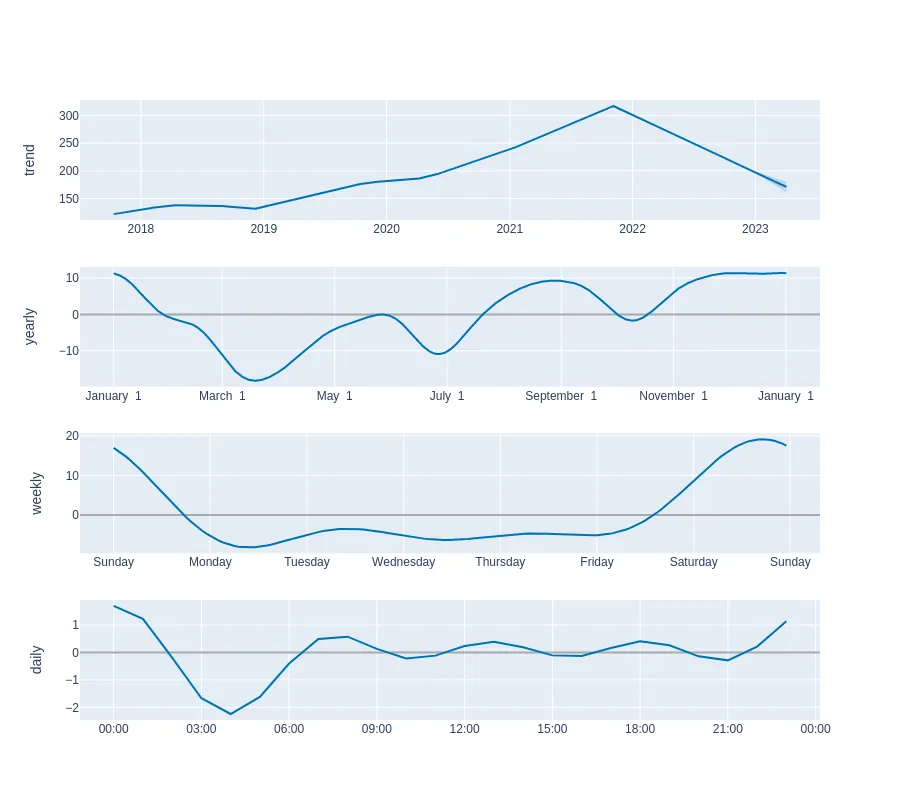 trend
300
250
200
150
2018 2019 2020 2021 2022 2023
yearly
10
0
−10
January 1 March 1 May 1 July 1 September 1 November 1 January 1
weekly
20
10
0
Sunday Monday Tuesday Wednesday Thursday Friday Saturday Sunday
daily
1
0
−1
−2
00:00 03:00 06:00 09:00 12:00 15:00 18:00 21:00 00:00